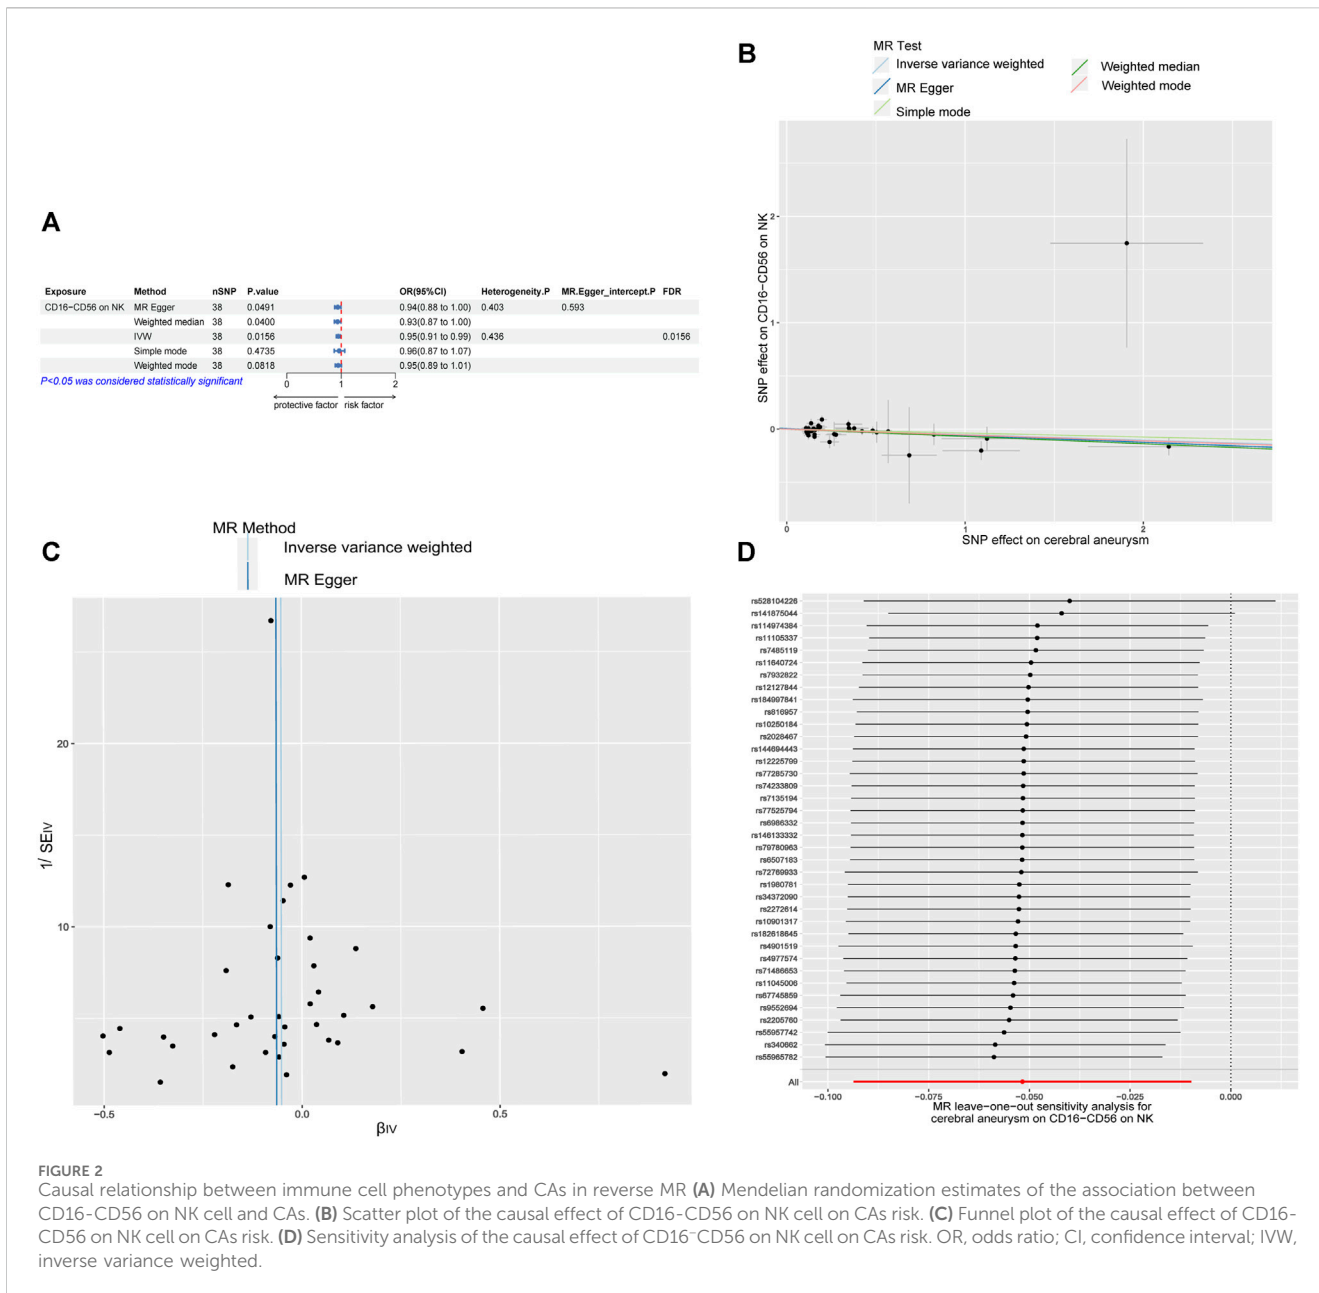 A
Exposure Method nSNP P.value OR(95%CI) Heterogeneity.P MR.Egger_intercept.P FDR
CD16−CD56 on NK MR Egger 38 0.0491 0.94(0.88 to 1.00) 0.403 0.593
Weighted median 38 0.0400 0.93(0.87 to 1.00)
IVW 38 0.0156 0.95(0.91 to 0.99) 0.436 0.0156
Simple mode 38 0.4735 0.96(0.87 to 1.07)
Weighted mode 38 0.0818 0.95(0.89 to 1.01)
P<0.05 was considered statistically significant
0 1 2
protective factor risk factor
B
MR Test
Inverse variance weighted
MR Egger
Simple mode
Weighted median
Weighted mode
SNP effect on CD16−CD56 on NK
2
1
0
0 1 2
SNP effect on cerebral aneurysm
C
MR Method
Inverse variance weighted
MR Egger
1/ SEIV
20
10
−0.5 0.0 0.5
βIV
D
rs528104226
rs141875044
rs114974384
rs11105337
rs7485119
rs11640724
rs7932822
rs12127844
rs184997841
rs816957
rs10250184
rs2028467
rs144694443
rs12225799
rs77285730
rs74233809
rs7135194
rs77525794
rs6986332
rs146133332
rs79780963
rs6507183
rs72769933
rs1980781
rs34372090
rs2272614
rs10901317
rs182618645
rs4901519
rs4977574
rs71486653
rs11045006
rs67745859
rs9552694
rs2205760
rs55957742
rs340662
rs55965782
All
−0.100 −0.075 −0.050 −0.025 0.000
MR leave−one−out sensitivity analysis for
cerebral aneurysm on CD16−CD56 on NK
FIGURE 2
Causal relationship between immune cell phenotypes and CAs in reverse MR (A) Mendelian randomization estimates of the association between
CD16-CD56 on NK cell and CAs. (B) Scatter plot of the causal effect of CD16-CD56 on NK cell on CAs risk. (C) Funnel plot of the causal effect of CD16-
CD56 on NK cell on CAs risk. (D) Sensitivity analysis of the causal effect of CD16⁻CD56 on NK cell on CAs risk. OR, odds ratio; CI, confidence interval; IVW,
inverse variance weighted.